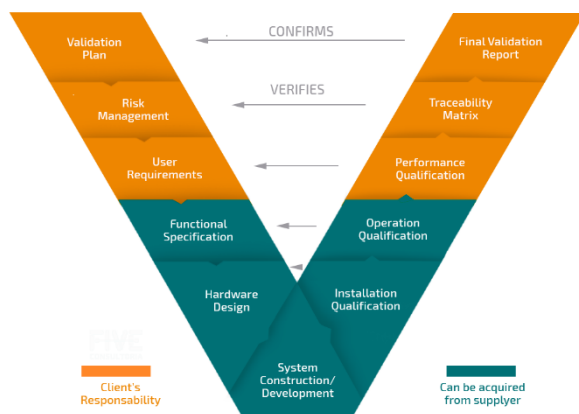 CONFIRMS
Validation
Plan
Final Validation
Report
VERIFIES
Risk
Management
Traceability
Matrix
User
Requirements
Performance
Qualification
Functional
Specification
Operation
Qualification
Hardware
Design
Installation
Qualification
System
Construction/
Development
FIVE
Client's
Responsability
Can be acquired
from supplyer